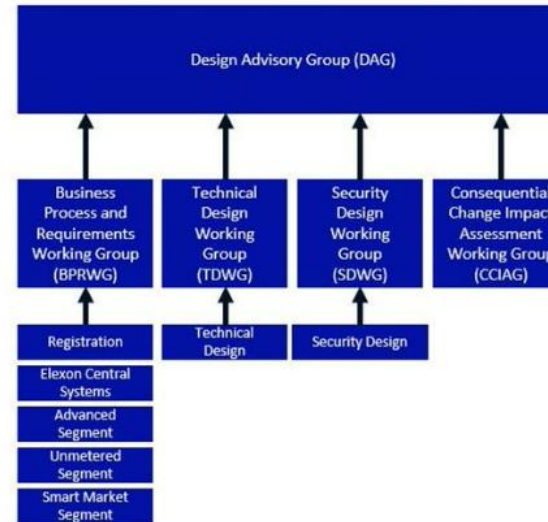 Design Advisory Group (DAG)
Business
Process and
Requirements
Working Group
(BPRWG)
Technical
Design
Working
Group
(TDWG)
Security
Design
Working
Group
(SDWG)
Consequential
Change Impact
Assessment
Working Group
(CCIAG)
Registration
Elexon Central
Systems
Advanced
Segment
Unmetered
Segment
Smart Market
Segment
Technical
Design
Security Design